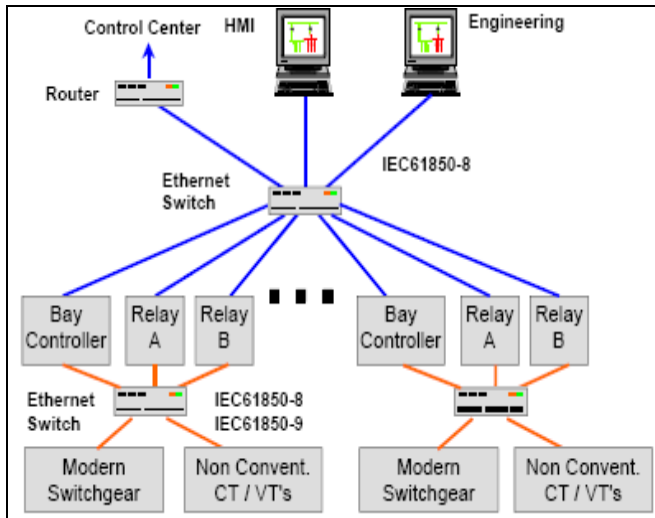 Control Center
HMI
Engineering
Router
IEC61850-8
Ethernet
Switch
Bay
Controller
Relay
A
Relay
B
Bay
Controller
Relay
A
Relay
B
Ethernet
Switch
IEC61850-8
IEC61850-9
Modern
Switchgear
Non Convent.
CT / VT's
Modern
Switchgear
Non Convent.
CT / VT's